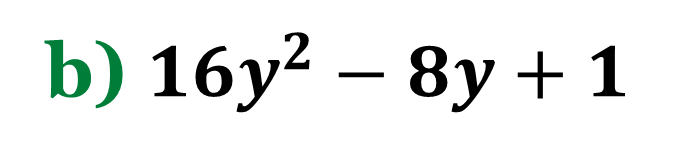 b) 16y² − 8y + 1